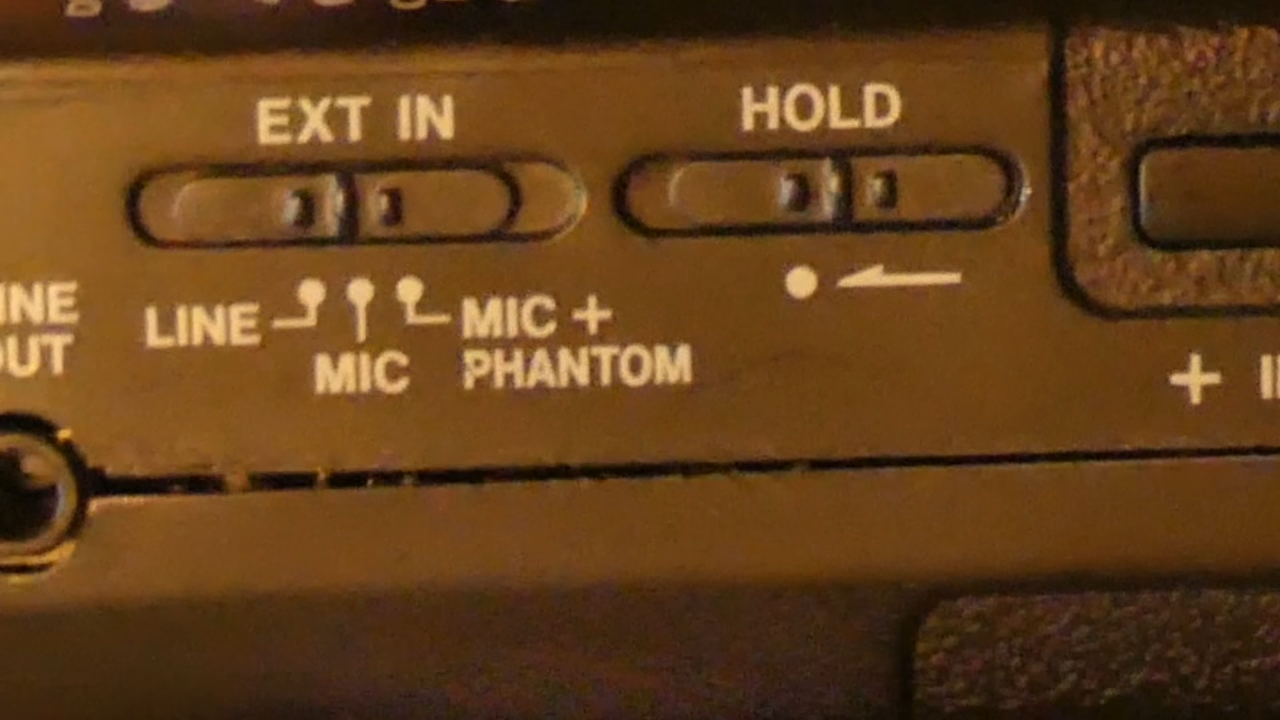 EXT IN
HOLD
LINE
MIC
MIC +
PHANTOM
+